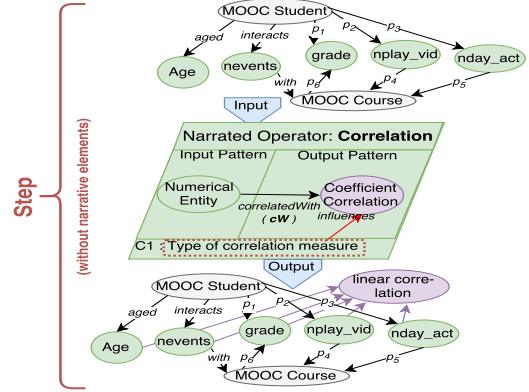 Step
(without narrative elements)
MOOC Student
aged
interacts
p1
p2
p3
Age
nevents
grade
nplay_vid
nday_act
with
p6
p4
p5
MOOC Course
Input
Narrated Operator: Correlation
Input Pattern
Output Pattern
Numerical
Entity
correlatedWith
( cW )
Coefficient
Correlation
influences
C1 : Type of correlation measure
Output
MOOC Student
linear corre-
lation
aged
interacts
p1
p2
p3
Age
nevents
grade
nplay_vid
nday_act
with
p6
p4
p5
MOOC Course